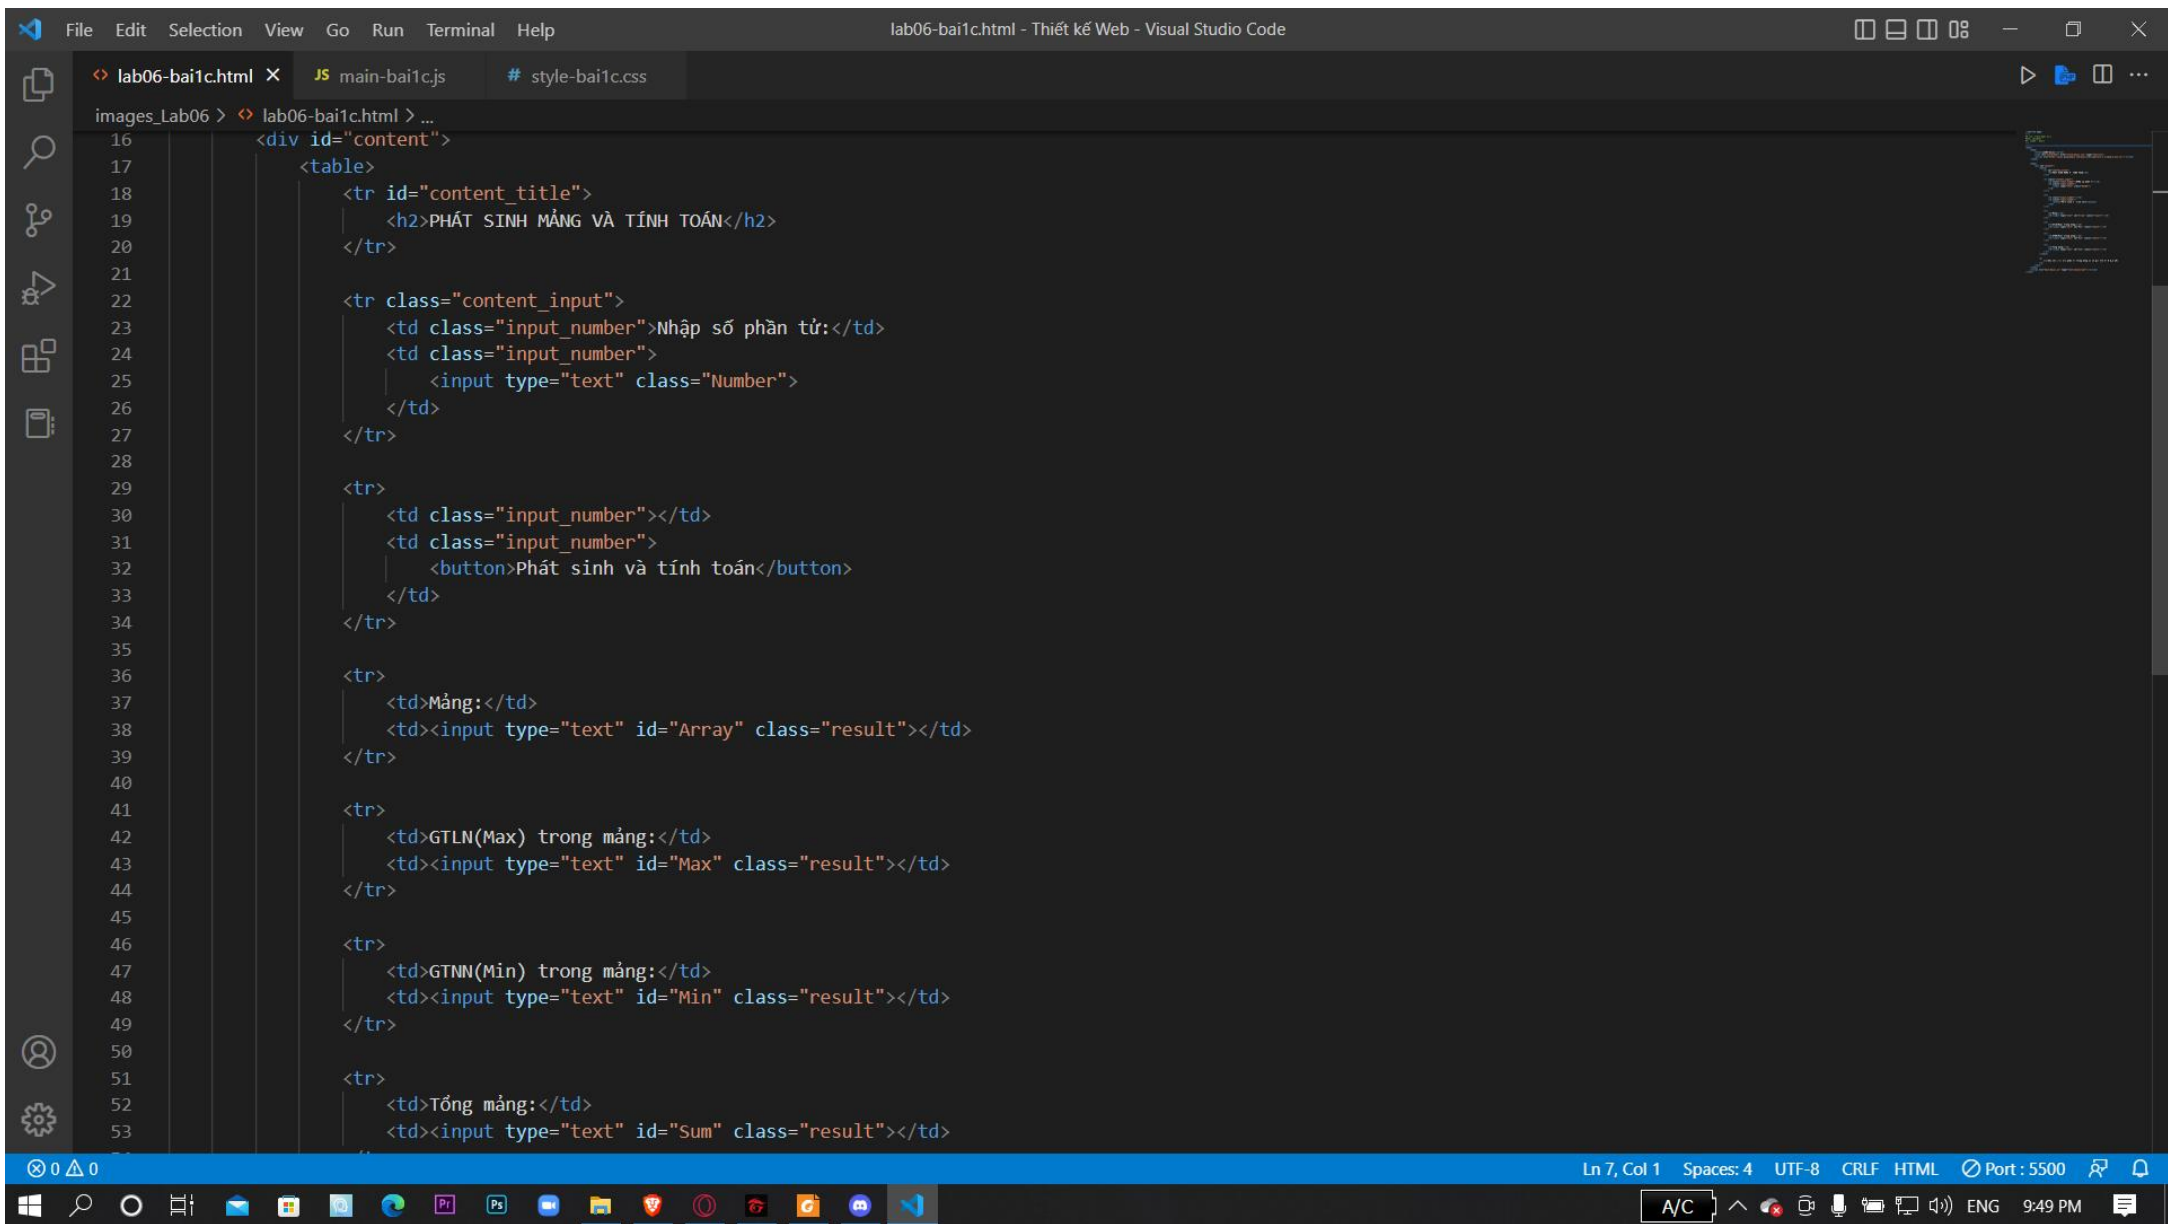 File Edit Selection View Go Run Terminal Help lab06-bai1c.html - Thiết kế Web - Visual Studio Code
<> lab06-bai1c.html JS main-bai1c.js # style-bai1c.css
images_Lab06 > <> lab06-bai1c.html > ...
16 <div id="content">
17 <table>
18 <tr id="content_title">
19 <h2>PHÁT SINH MẢNG VÀ TÍNH TOÁN</h2>
20 </tr>
21
22 <tr class="content_input">
23 <td class="input_number">Nhập số phần tử:</td>
24 <td class="input_number">
25 <input type="text" class="Number">
26 </td>
27 </tr>
28
29 <tr>
30 <td class="input_number"></td>
31 <td class="input_number">
32 <button>Phát sinh và tính toán</button>
33 </td>
34 </tr>
35
36 <tr>
37 <td>Mảng:</td>
38 <td><input type="text" id="Array" class="result"></td>
39 </tr>
40
41 <tr>
42 <td>GTLN(Max) trong mảng:</td>
43 <td><input type="text" id="Max" class="result"></td>
44 </tr>
45
46 <tr>
47 <td>GTNN(Min) trong mảng:</td>
48 <td><input type="text" id="Min" class="result"></td>
49 </tr>
50
51 <tr>
52 <td>Tổng mảng:</td>
53 <td><input type="text" id="Sum" class="result"></td>
0 0 Ln 7, Col 1 Spaces: 4 UTF-8 CRLF HTML Port : 5500
Pr Ps A/C ENG 9:49 PM